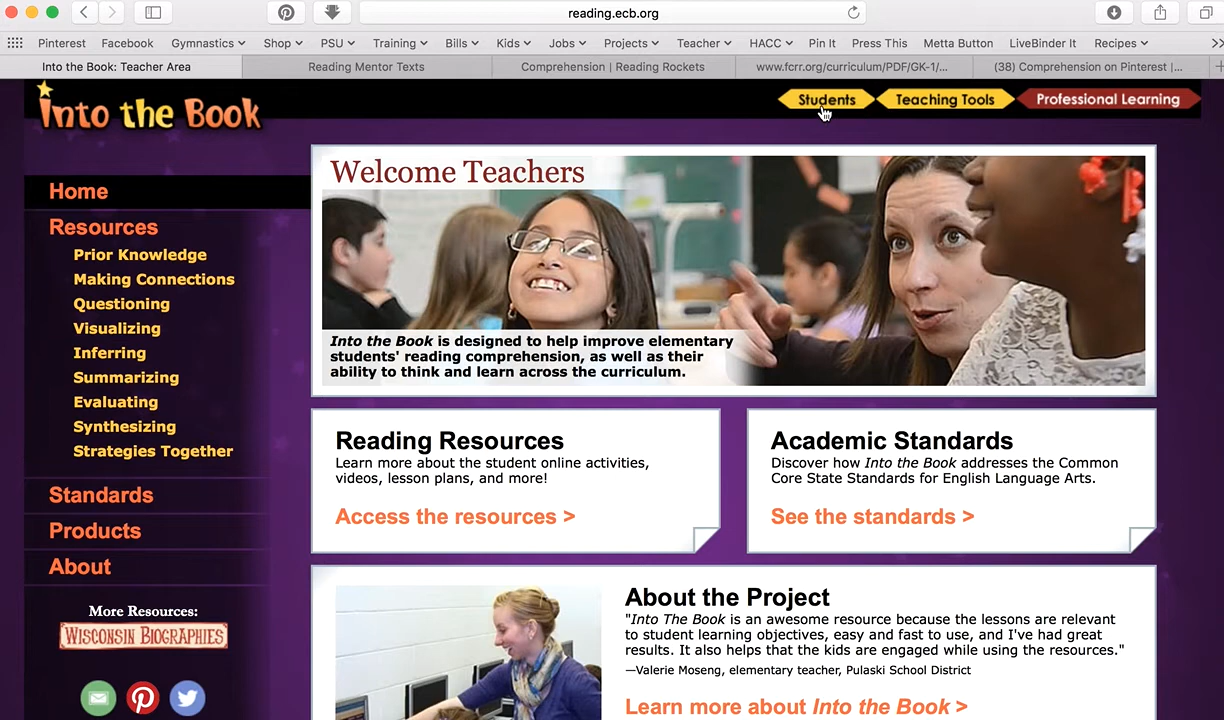 reading.ecb.org
Pinterest Facebook Gymnastics Shop PSU Training Bills Kids Jobs Projects Teacher HACC Pin It Press This Metta Button LiveBinder It Recipes
Into the Book: Teacher Area Reading Mentor Texts Comprehension | Reading Rockets www.fcrr.org/curriculum/PDF/GK-1/... (38) Comprehension on Pinterest |...
Into the Book
Students Teaching Tools Professional Learning
Home
Resources
Prior Knowledge
Making Connections
Questioning
Visualizing
Inferring
Summarizing
Evaluating
Synthesizing
Strategies Together
Standards
Products
About
More Resources:
WISCONSIN BIOGRAPHIES
Welcome Teachers
Into the Book is designed to help improve elementary
students' reading comprehension, as well as their
ability to think and learn across the curriculum.
Reading Resources
Learn more about the student online activities,
videos, lesson plans, and more!
Access the resources >
Academic Standards
Discover how Into the Book addresses the Common
Core State Standards for English Language Arts.
See the standards >
About the Project
"Into The Book is an awesome resource because the lessons are relevant
to student learning objectives, easy and fast to use, and I've had great
results. It also helps that the kids are engaged while using the resources."
—Valerie Moseng, elementary teacher, Pulaski School District
Learn more about Into the Book >